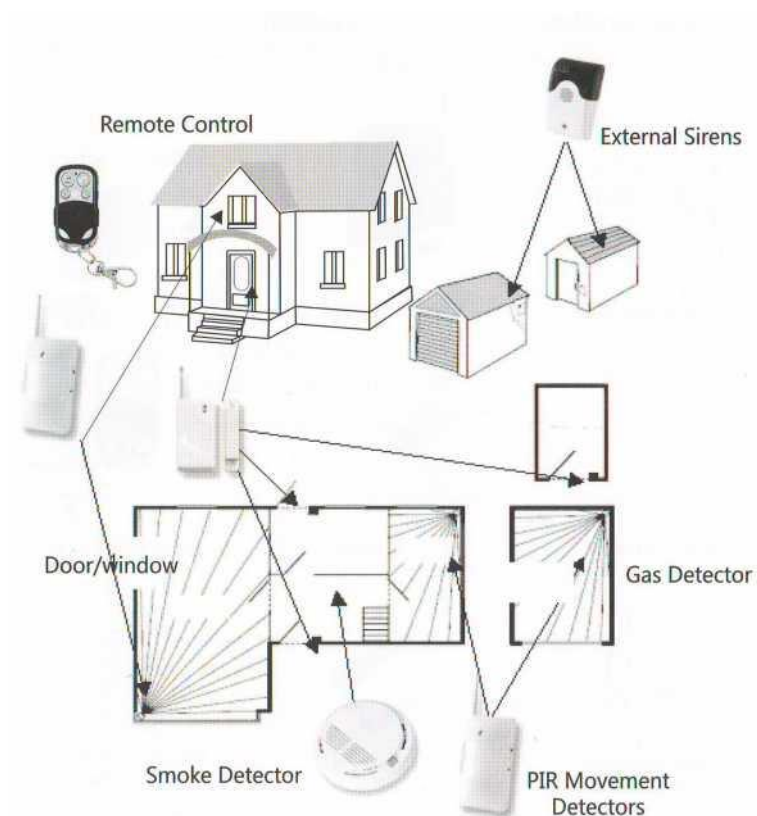 Remote Control
External Sirens
Door/window
Gas Detector
Smoke Detector
PIR Movement
Detectors